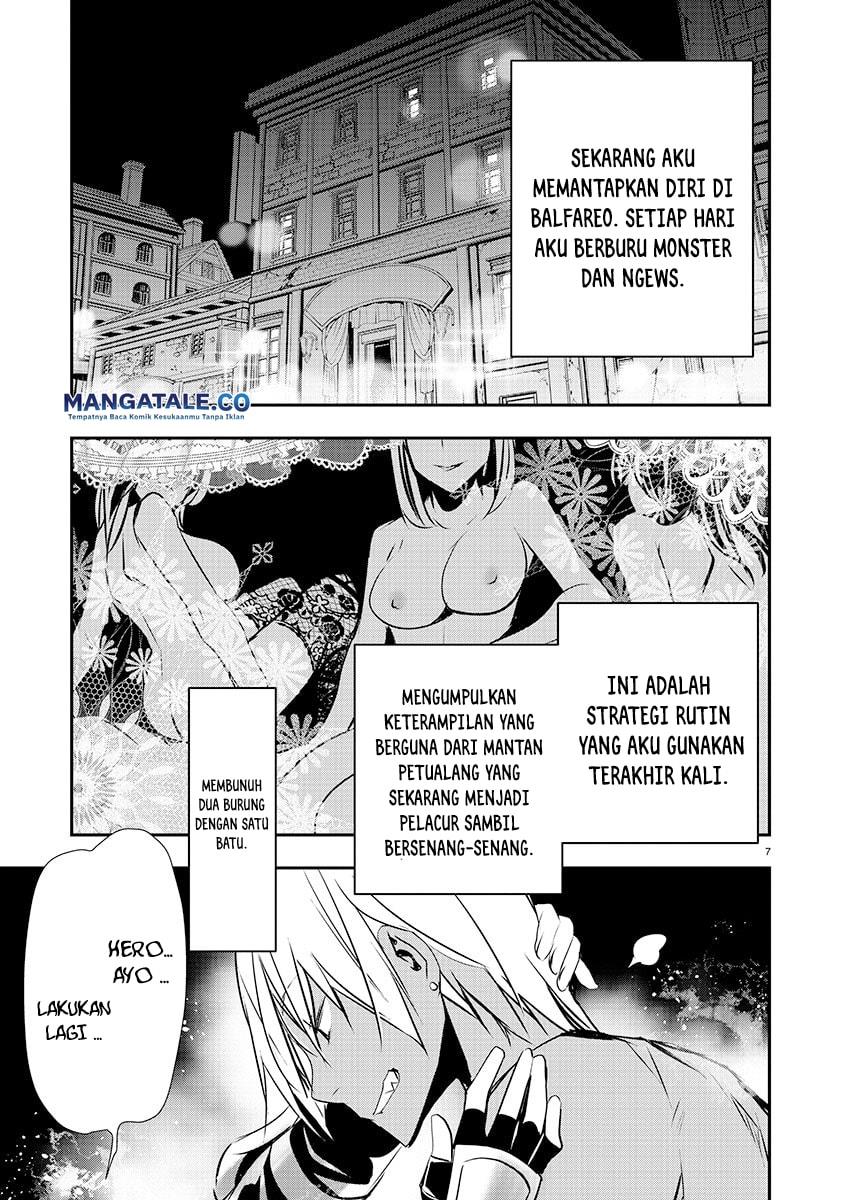 SEKARANG AKU
MEMANTAPKAN DIRI DI
BALFAREO. SETIAP HARI
AKU BERBURU MONSTER
DAN NGEWS.
MANGATALE.CO
Tempatnya Baca Komik Kesukaanmu Tanpa Iklan
INI ADALAH
STRATEGI RUTIN
YANG AKU GUNAKAN
TERAKHIR KALI.
MENGUMPULKAN
KETERAMPILAN YANG
BERGUNA DARI MANTAN
PETUALANG YANG
SEKARANG MENJADI
PELACUR SAMBIL
BERSENANG-SENANG.
MEMBUNUH
DUA BURUNG
DENGAN SATU
BATU.
7
HERO...
AYO ...
LAKUKAN
LAGI ...